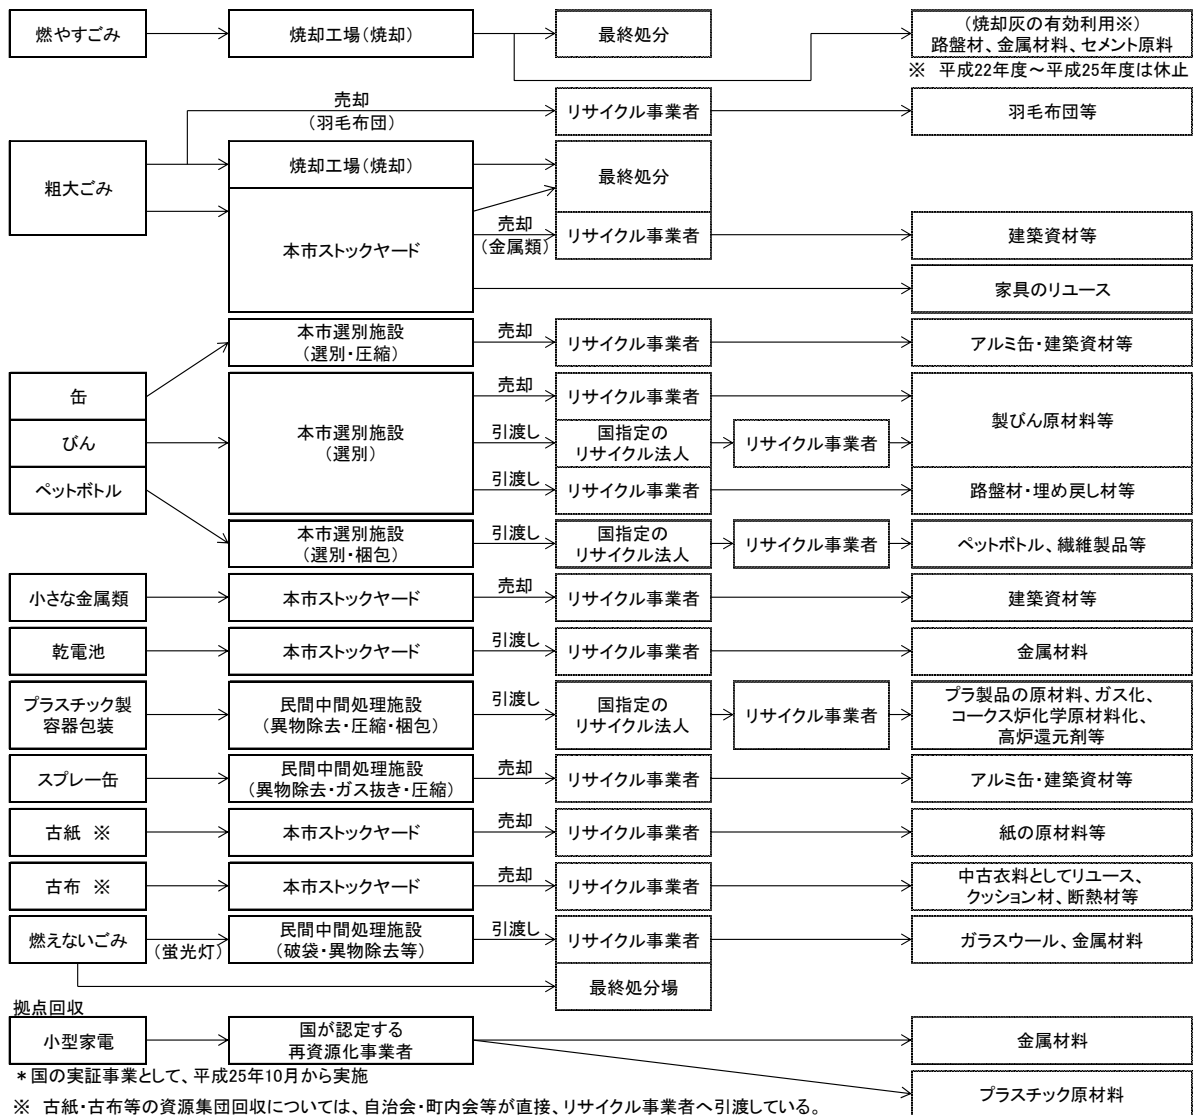 燃やすごみ
焼却工場(焼却)
最終処分
(焼却灰の有効利用※)
路盤材、金属材料、セメント原料
※ 平成22年度～平成25年度は休止
売却
(羽毛布団)
リサイクル事業者
羽毛布団等
粗大ごみ
焼却工場(焼却)
最終処分
本市ストックヤード
売却
(金属類)
リサイクル事業者
建築資材等
家具のリユース
本市選別施設
(選別・圧縮)
売却
リサイクル事業者
アルミ缶・建築資材等
缶
びん
ペットボトル
本市選別施設
(選別)
売却
リサイクル事業者
製びん原材料等
引渡し
国指定の
リサイクル法人
リサイクル事業者
引渡し
リサイクル事業者
路盤材・埋め戻し材等
本市選別施設
(選別・梱包)
引渡し
国指定の
リサイクル法人
リサイクル事業者
ペットボトル、繊維製品等
小さな金属類
本市ストックヤード
売却
リサイクル事業者
建築資材等
乾電池
本市ストックヤード
引渡し
リサイクル事業者
金属材料
プラスチック製
容器包装
民間中間処理施設
(異物除去・圧縮・梱包)
引渡し
国指定の
リサイクル法人
リサイクル事業者
プラ製品の原材料、ガス化、
コークス炉化学原材料化、
高炉還元剤等
スプレー缶
民間中間処理施設
(異物除去・ガス抜き・圧縮)
売却
リサイクル事業者
アルミ缶・建築資材等
古紙 ※
本市ストックヤード
売却
リサイクル事業者
紙の原材料等
古布 ※
本市ストックヤード
売却
リサイクル事業者
中古衣料としてリユース、
クッション材、断熱材等
燃えないごみ
(蛍光灯)
民間中間処理施設
(破袋・異物除去等)
引渡し
リサイクル事業者
ガラスウール、金属材料
最終処分場
拠点回収
小型家電
国が認定する
再資源化事業者
金属材料
＊国の実証事業として、平成25年10月から実施
プラスチック原材料
※ 古紙・古布等の資源集団回収については、自治会・町内会等が直接、リサイクル事業者へ引渡している。